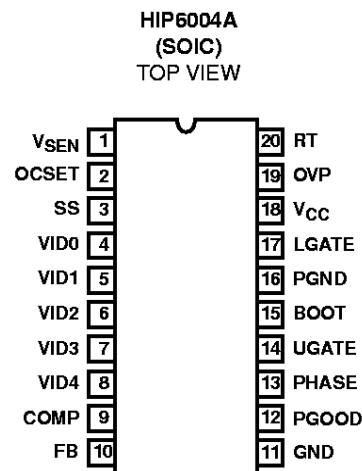 HIP6004A
(SOIC)
TOP VIEW
VSEN 1 20 RT
OCSET 2 19 OVP
SS 3 18 VCC
VID0 4 17 LGATE
VID1 5 16 PGND
VID2 6 15 BOOT
VID3 7 14 UGATE
VID4 8 13 PHASE
COMP 9 12 PGOOD
FB 10 11 GND